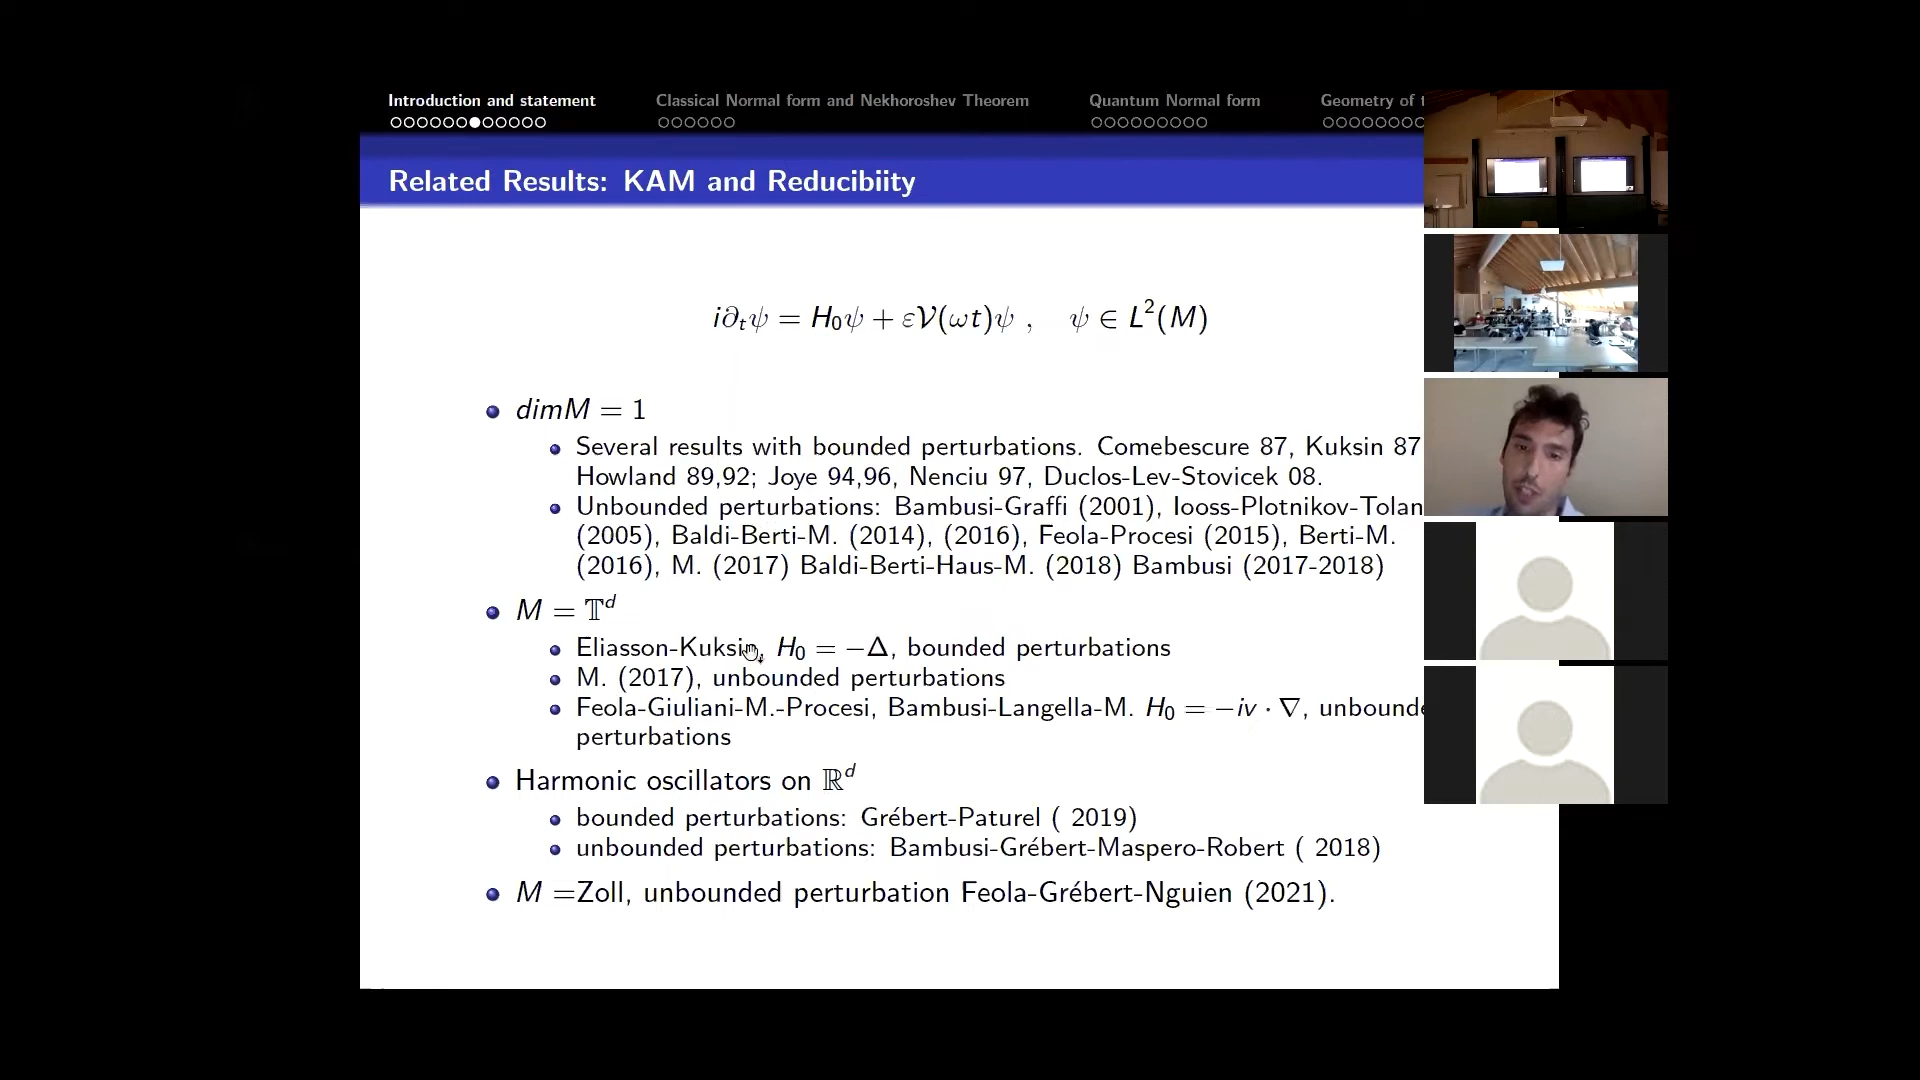 Introduction and statement
Classical Normal form and Nekhoroshev Theorem
Quantum Normal form
Geometry of t
Related Results: KAM and Reducibiity
i∂ₜψ = H₀ψ + ε𝒱(ωt)ψ , ψ ∈ L²(M)
dimM = 1
Several results with bounded perturbations. Comebescure 87, Kuksin 87
Howland 89,92; Joye 94,96, Nenciu 97, Duclos-Lev-Stovicek 08.
Unbounded perturbations: Bambusi-Graffi (2001), Iooss-Plotnikov-Tolan
(2005), Baldi-Berti-M. (2014), (2016), Feola-Procesi (2015), Berti-M.
(2016), M. (2017) Baldi-Berti-Haus-M. (2018) Bambusi (2017-2018)
M = 𝕋ᵈ
Eliasson-Kuksin, H₀ = −Δ, bounded perturbations
M. (2017), unbounded perturbations
Feola-Giuliani-M.-Procesi, Bambusi-Langella-M. H₀ = −iv · ∇, unbounde
perturbations
Harmonic oscillators on ℝᵈ
bounded perturbations: Grébert-Paturel ( 2019)
unbounded perturbations: Bambusi-Grébert-Maspero-Robert ( 2018)
M =Zoll, unbounded perturbation Feola-Grébert-Nguien (2021).